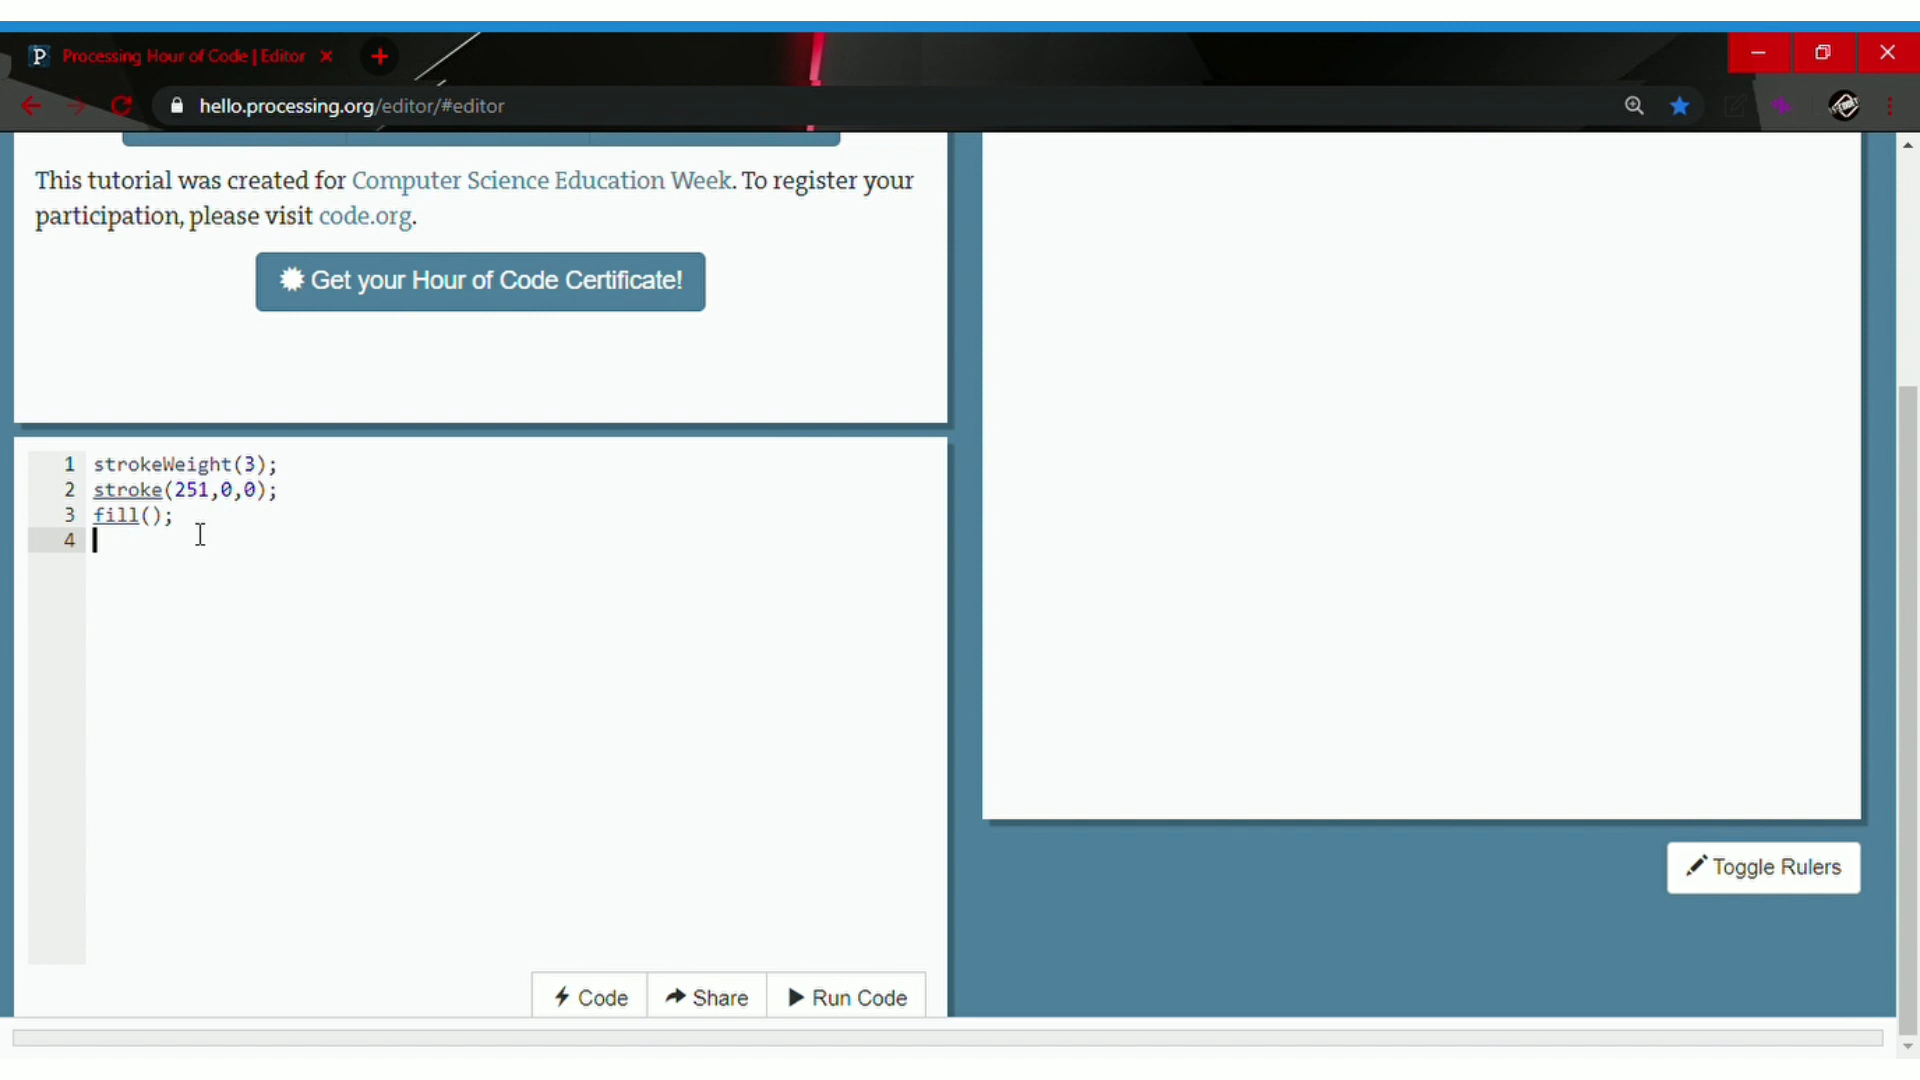 Processing Hour of Code | Editor
hello.processing.org/editor/#editor
This tutorial was created for Computer Science Education Week. To register your
participation, please visit code.org.
Get your Hour of Code Certificate!
1 strokeWeight(3);
2 stroke(251,0,0);
3 fill();
4
Code
Share
Run Code
Toggle Rulers